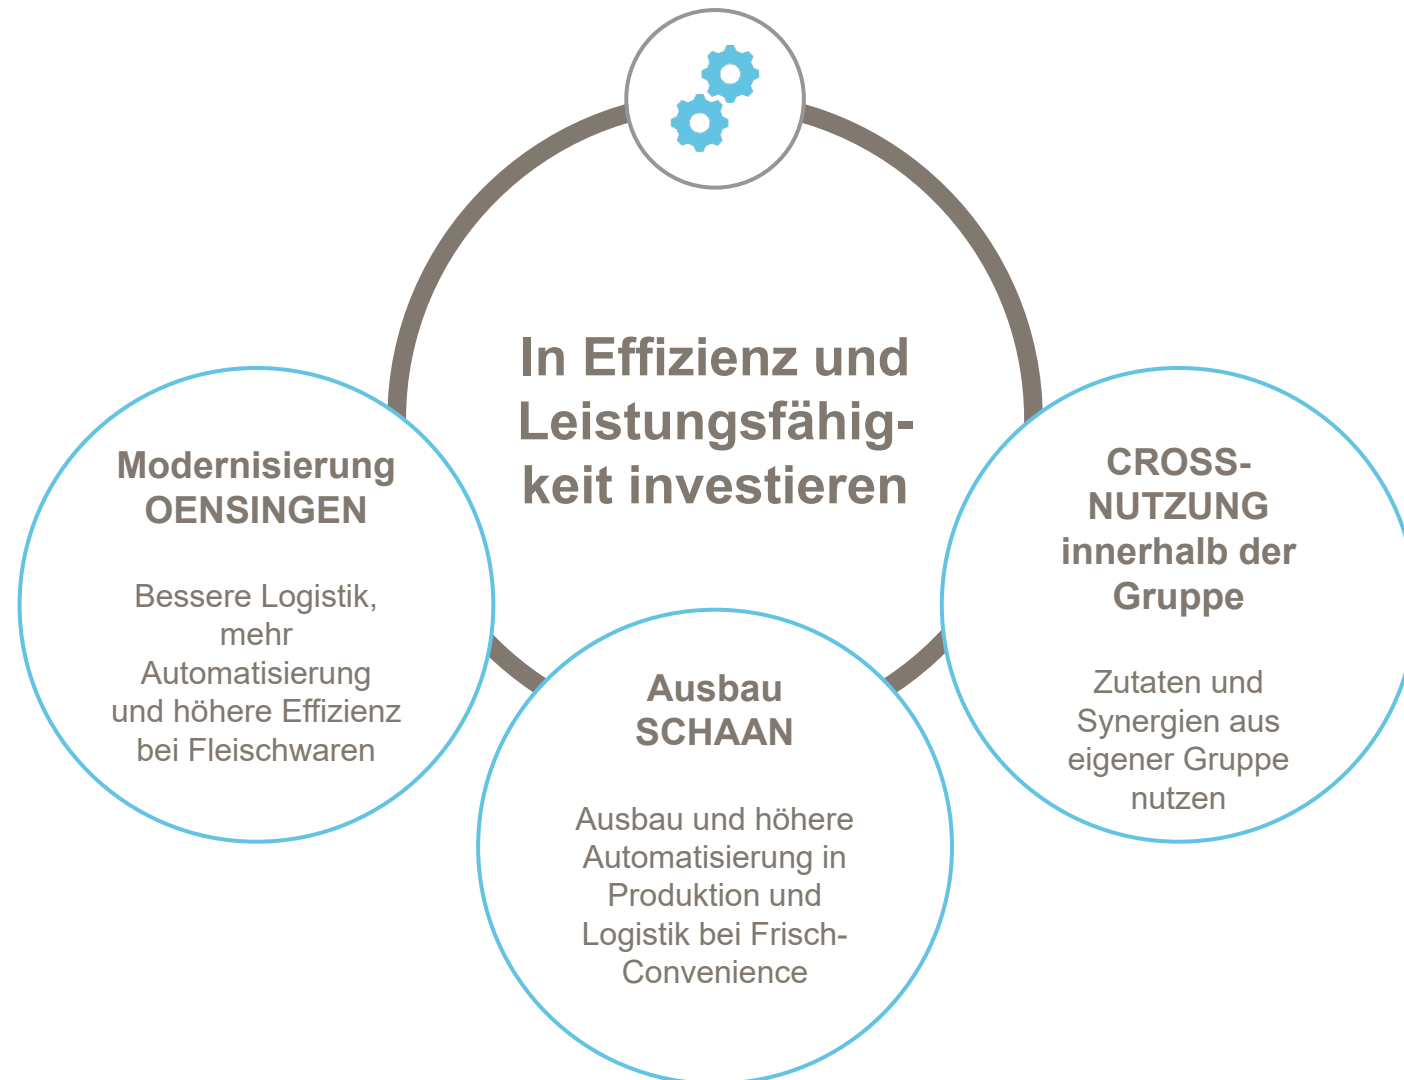 In Effizienz und
Leistungsfähig-
keit investieren
Modernisierung
OENSINGEN
Bessere Logistik,
mehr
Automatisierung
und höhere Effizienz
bei Fleischwaren
Ausbau
SCHAAN
Ausbau und höhere
Automatisierung in
Produktion und
Logistik bei Frisch-
Convenience
CROSS-
NUTZUNG
innerhalb der
Gruppe
Zutaten und
Synergien aus
eigener Gruppe
nutzen